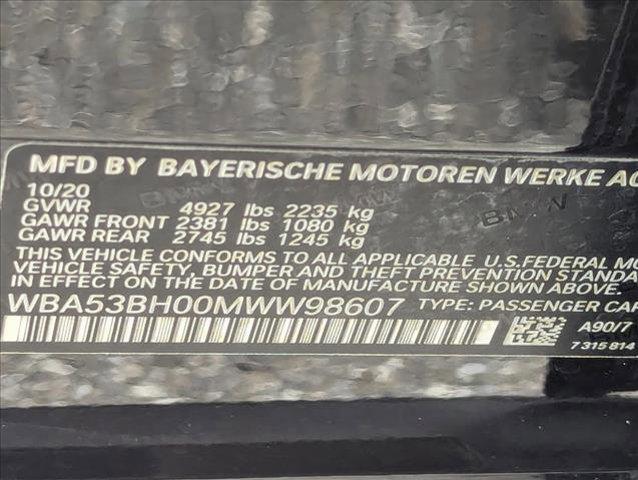 MFD BY BAYERISCHE MOTOREN WERKE AG
10/20
GVWR 4927 lbs 2235 kg
GAWR FRONT 2381 lbs 1080 kg
GAWR REAR 2745 lbs 1245 kg
THIS VEHICLE CONFORMS TO ALL APPLICABLE U.S.FEDERAL MO
VEHICLE SAFETY, BUMPER AND THEFT PREVENTION STANDA
IN EFFECT ON THE DATE OF MANUFACTURE SHOWN ABOVE.
WBA53BH00MWW98607 TYPE: PASSENGER CAR
A90/7
7 315 814
BMW